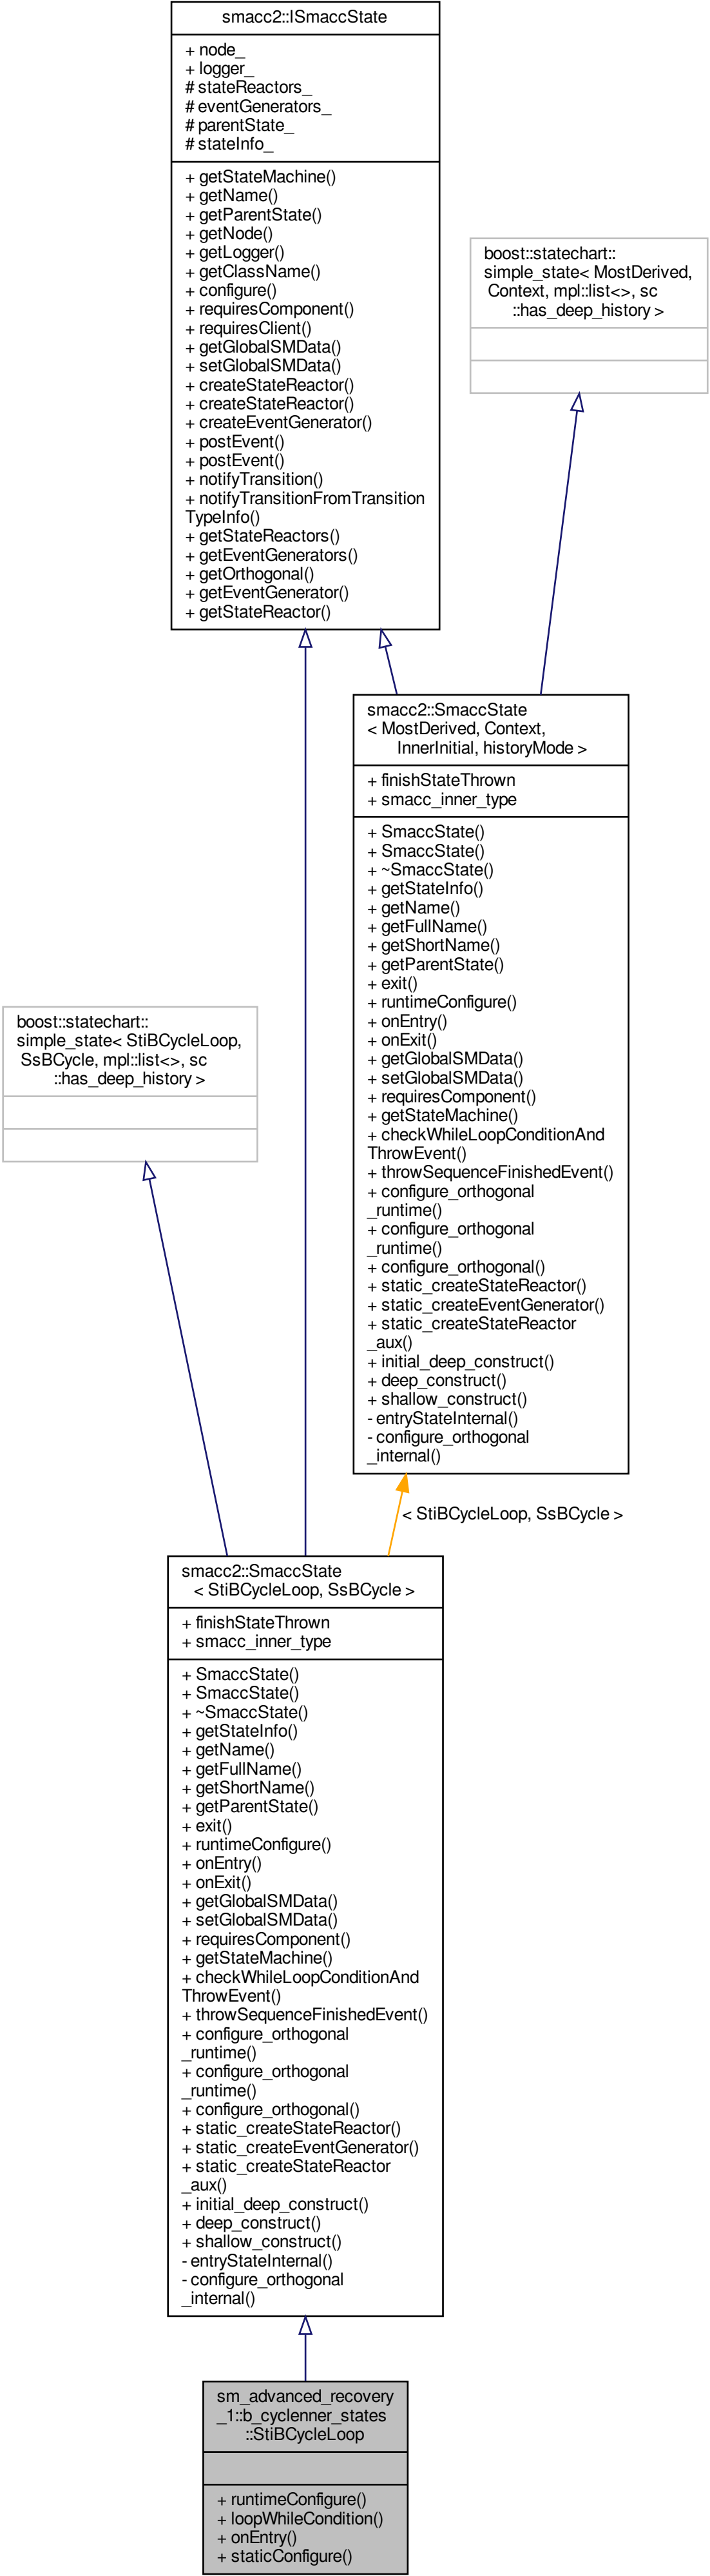 smacc2::ISmaccState
+ node_
+ logger_
# stateReactors_
# eventGenerators_
# parentState_
# stateInfo_
+ getStateMachine()
+ getName()
+ getParentState()
+ getNode()
+ getLogger()
+ getClassName()
+ configure()
+ requiresComponent()
+ requiresClient()
+ getGlobalSMData()
+ setGlobalSMData()
+ createStateReactor()
+ createStateReactor()
+ createEventGenerator()
+ postEvent()
+ postEvent()
+ notifyTransition()
+ notifyTransitionFromTransition
TypeInfo()
+ getStateReactors()
+ getEventGenerators()
+ getOrthogonal()
+ getEventGenerator()
+ getStateReactor()
boost::statechart::
simple_state< MostDerived,
Context, mpl::list<>, sc
::has_deep_history >
smacc2::SmaccState
< MostDerived, Context,
InnerInitial, historyMode >
+ finishStateThrown
+ smacc_inner_type
+ SmaccState()
+ SmaccState()
+ ~SmaccState()
+ getStateInfo()
+ getName()
+ getFullName()
+ getShortName()
+ getParentState()
+ exit()
+ runtimeConfigure()
+ onEntry()
+ onExit()
+ getGlobalSMData()
+ setGlobalSMData()
+ requiresComponent()
+ getStateMachine()
+ checkWhileLoopConditionAnd
ThrowEvent()
+ throwSequenceFinishedEvent()
+ configure_orthogonal
_runtime()
+ configure_orthogonal
_runtime()
+ configure_orthogonal()
+ static_createStateReactor()
+ static_createEventGenerator()
+ static_createStateReactor
_aux()
+ initial_deep_construct()
+ deep_construct()
+ shallow_construct()
- entryStateInternal()
- configure_orthogonal
_internal()
boost::statechart::
simple_state< StiBCycleLoop,
SsBCycle, mpl::list<>, sc
::has_deep_history >
< StiBCycleLoop, SsBCycle >
smacc2::SmaccState
< StiBCycleLoop, SsBCycle >
+ finishStateThrown
+ smacc_inner_type
+ SmaccState()
+ SmaccState()
+ ~SmaccState()
+ getStateInfo()
+ getName()
+ getFullName()
+ getShortName()
+ getParentState()
+ exit()
+ runtimeConfigure()
+ onEntry()
+ onExit()
+ getGlobalSMData()
+ setGlobalSMData()
+ requiresComponent()
+ getStateMachine()
+ checkWhileLoopConditionAnd
ThrowEvent()
+ throwSequenceFinishedEvent()
+ configure_orthogonal
_runtime()
+ configure_orthogonal
_runtime()
+ configure_orthogonal()
+ static_createStateReactor()
+ static_createEventGenerator()
+ static_createStateReactor
_aux()
+ initial_deep_construct()
+ deep_construct()
+ shallow_construct()
- entryStateInternal()
- configure_orthogonal
_internal()
sm_advanced_recovery
_1::b_cyclenner_states
::StiBCycleLoop
+ runtimeConfigure()
+ loopWhileCondition()
+ onEntry()
+ staticConfigure()